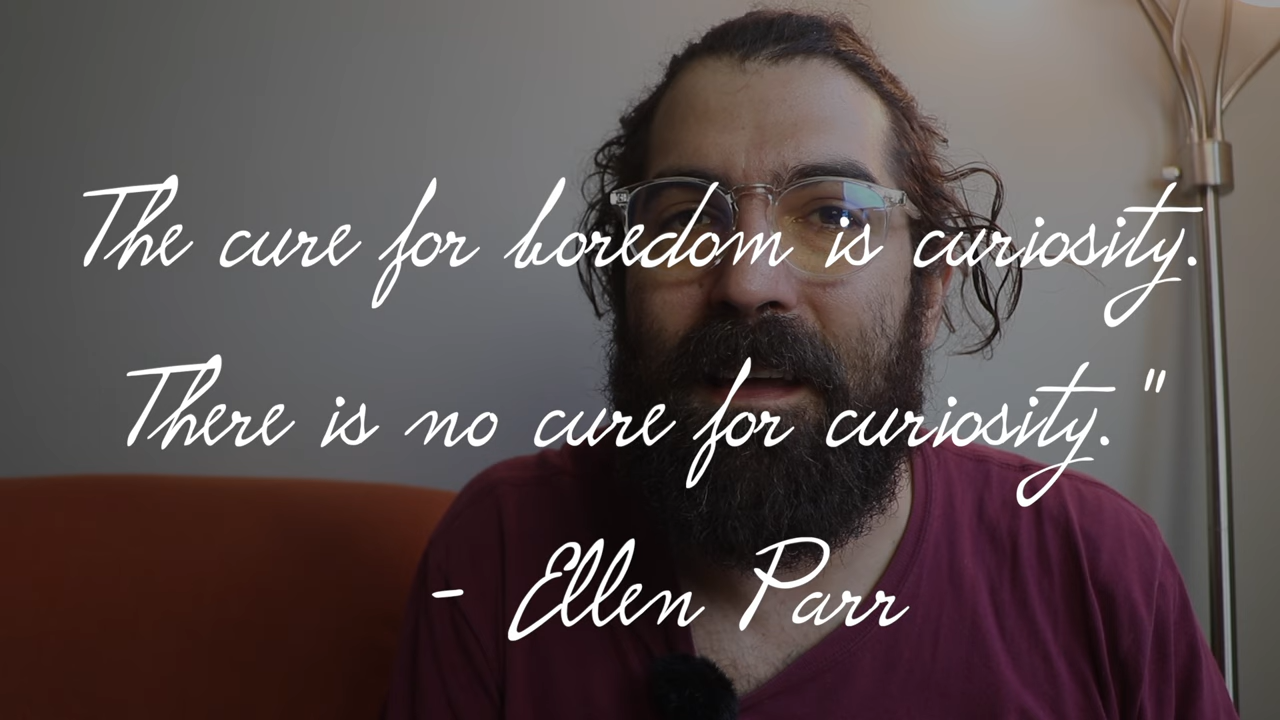 The cure for boredom is curiosity.
There is no cure for curiosity."
- Ellen Parr